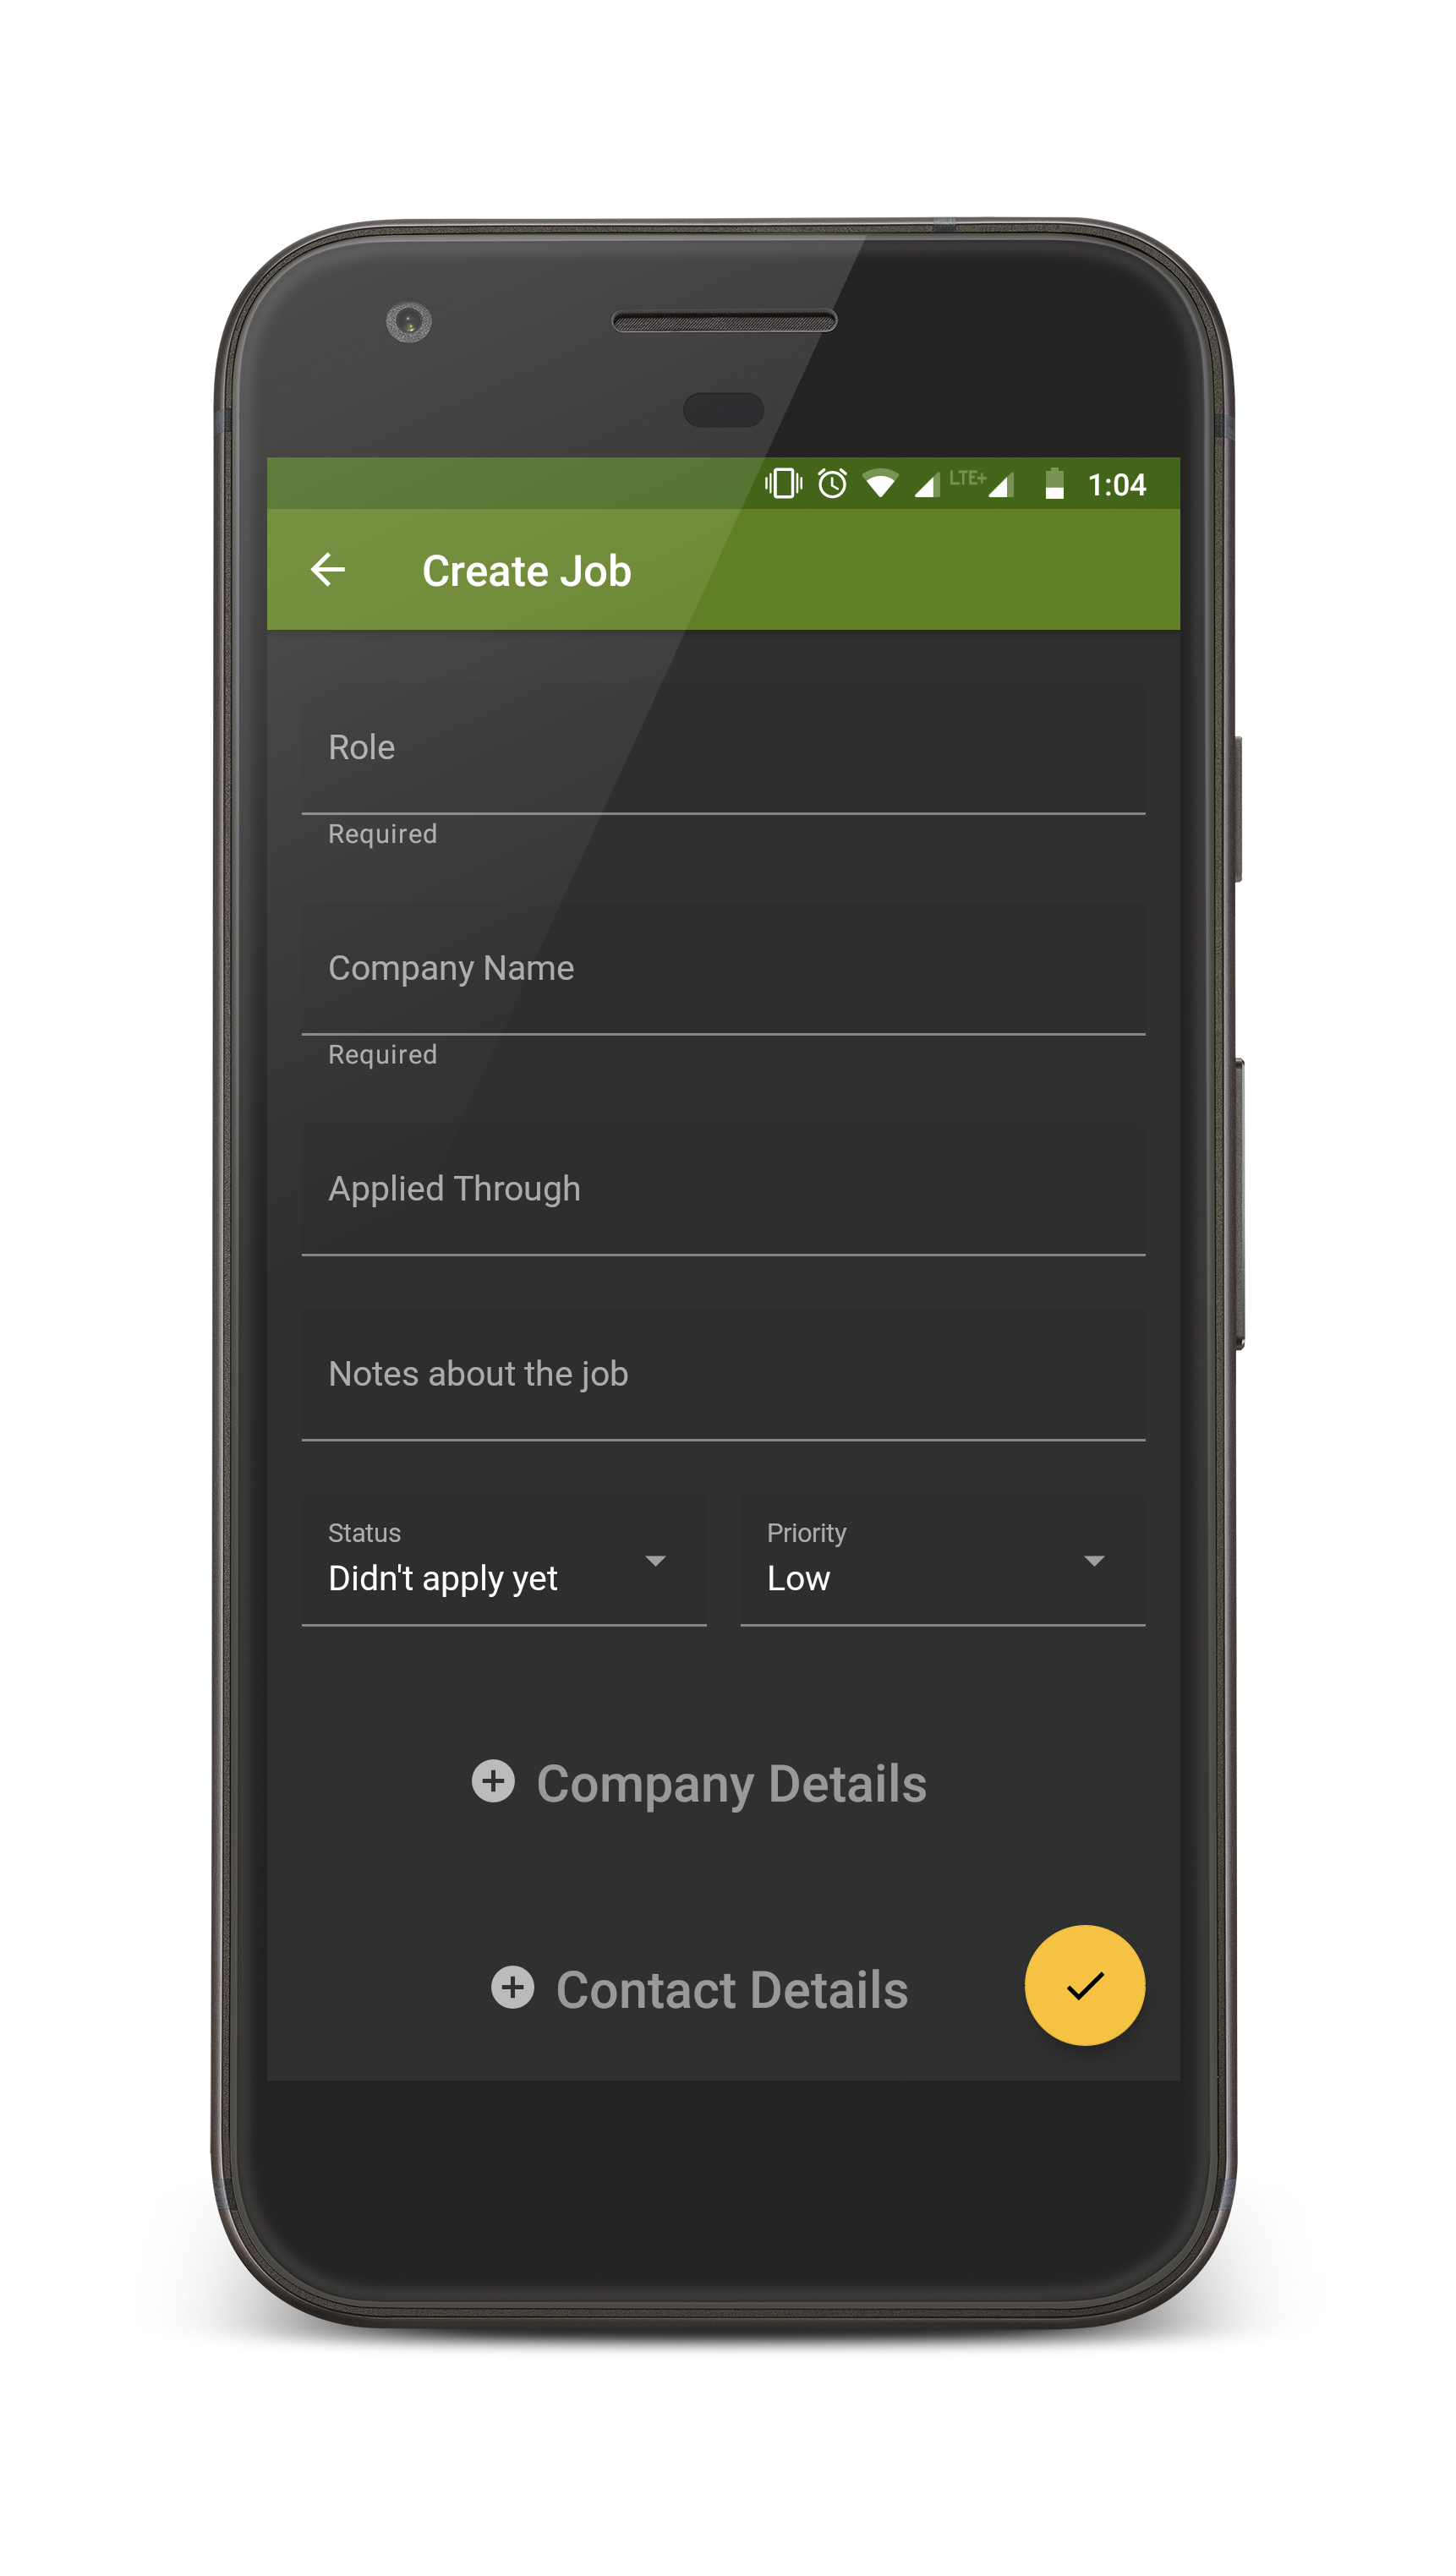 LTE+ 1:04
Create Job
Role
Required
Company Name
Required
Applied Through
Notes about the job
Status
Didn't apply yet
Priority
Low
Company Details
Contact Details